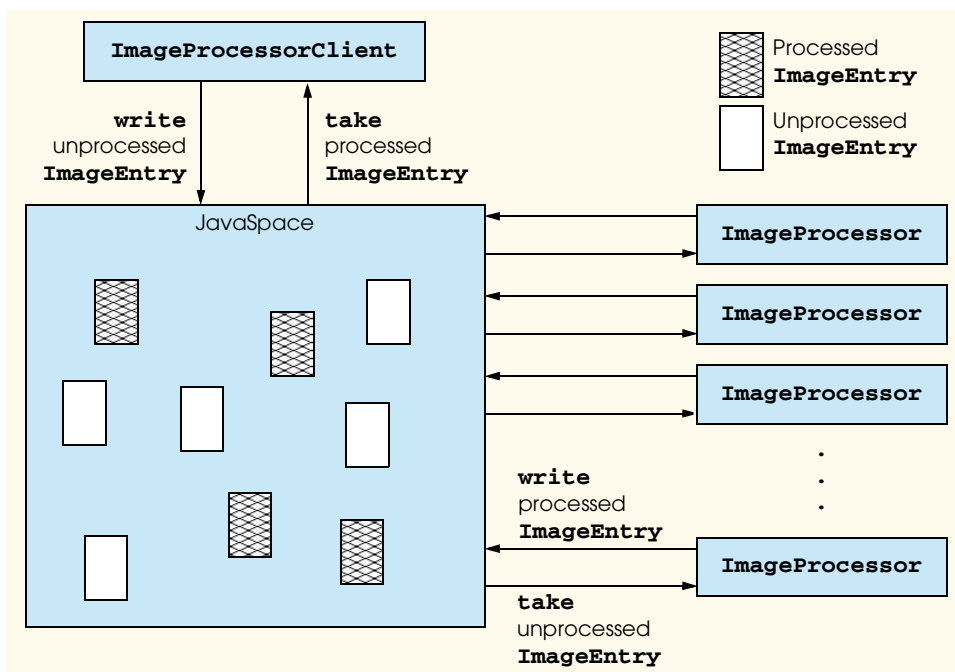 ImageProcessorClient
Processed
ImageEntry
Unprocessed
ImageEntry
write
unprocessed
ImageEntry
take
processed
ImageEntry
JavaSpace
ImageProcessor
ImageProcessor
ImageProcessor
.
.
.
write
processed
ImageEntry
ImageProcessor
take
unprocessed
ImageEntry